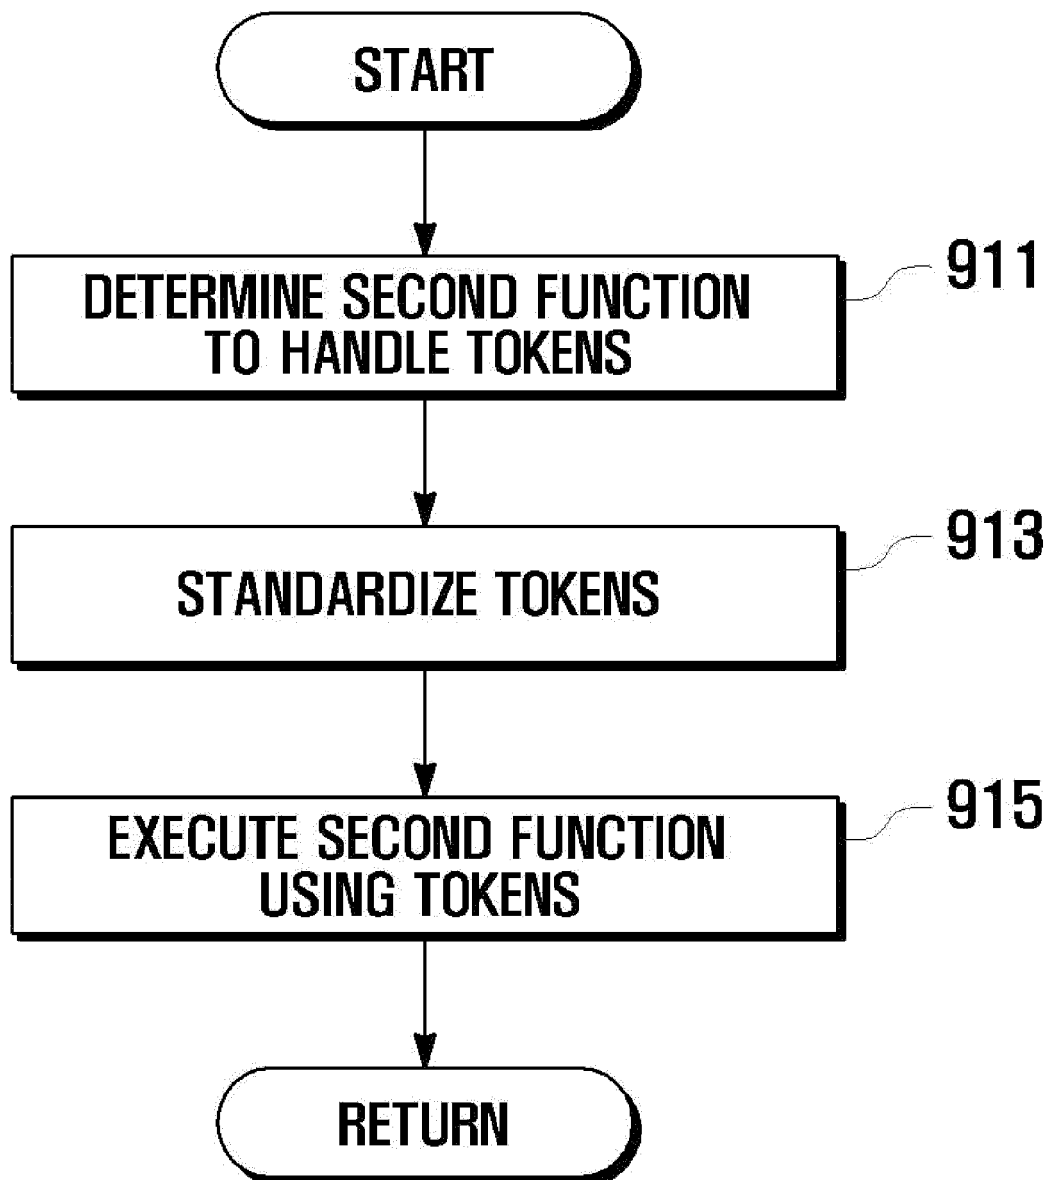 START
DETERMINE SECOND FUNCTION
TO HANDLE TOKENS
911
STANDARDIZE TOKENS
913
EXECUTE SECOND FUNCTION
USING TOKENS
915
RETURN